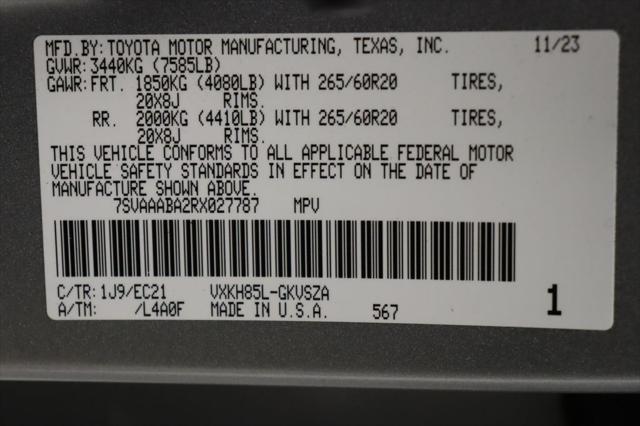 MFD.BY: TOYOTA MOTOR MANUFACTURING, TEXAS, INC. 11/23
GVWR: 3440KG (7585LB)
GAWR: FRT. 1850KG (4080LB) WITH 265/60R20 TIRES,
20X8J RIMS.
RR. 2000KG (4410LB) WITH 265/60R20 TIRES,
20X8J RIMS.
THIS VEHICLE CONFORMS TO ALL APPLICABLE FEDERAL MOTOR
VEHICLE SAFETY STANDARDS IN EFFECT ON THE DATE OF
MANUFACTURE SHOWN ABOVE.
7SVAAABA2RX027787 MPV
C/TR: 1J9/EC21 VXKH85L-GKVSZA
A/TM: /L4A0F MADE IN U.S.A. 567 1